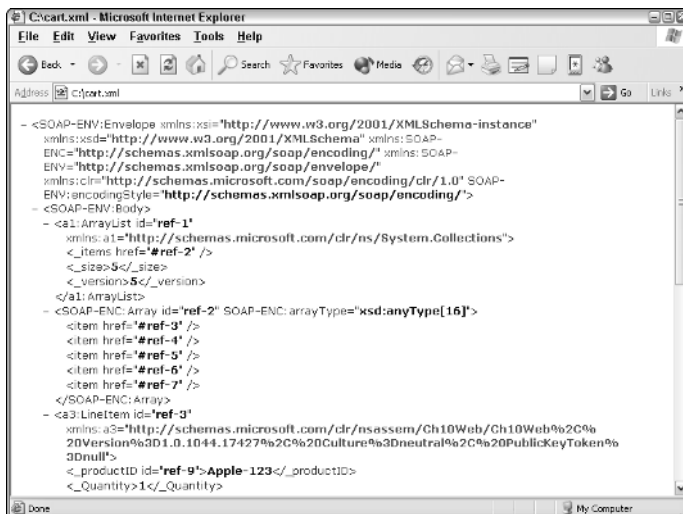 C:\cart.xml - Microsoft Internet Explorer
File Edit View Favorites Tools Help
Back Search Favorites Media
Address C:\cart.xml Go Links
- <SOAP-ENV:Envelope xmlns:xsi="http://www.w3.org/2001/XMLSchema-instance"
xmlns:xsd="http://www.w3.org/2001/XMLSchema" xmlns:SOAP-
ENC="http://schemas.xmlsoap.org/soap/encoding/" xmlns:SOAP-
ENV="http://schemas.xmlsoap.org/soap/envelope/"
xmlns:clr="http://schemas.microsoft.com/soap/encoding/clr/1.0" SOAP-
ENV:encodingStyle="http://schemas.xmlsoap.org/soap/encoding/">
- <SOAP-ENV:Body>
- <a1:ArrayList id="ref-1"
xmlns:a1="http://schemas.microsoft.com/clr/ns/System.Collections">
<_items href="#ref-2" />
<_size>5</_size>
<_version>5</_version>
</a1:ArrayList>
- <SOAP-ENC:Array id="ref-2" SOAP-ENC:arrayType="xsd:anyType[16]">
<item href="#ref-3" />
<item href="#ref-4" />
<item href="#ref-5" />
<item href="#ref-6" />
<item href="#ref-7" />
</SOAP-ENC:Array>
- <a3:LineItem id="ref-3"
xmlns:a3="http://schemas.microsoft.com/clr/nsassem/Ch10Web/Ch10Web%2C%
20Version%3D1.0.1044.17427%2C%20Culture%3Dneutral%2C%20PublicKeyToken%
3Dnull">
<_productID id="ref-9">Apple-123</_productID>
<_Quantity>1</_Quantity>
Done My Computer